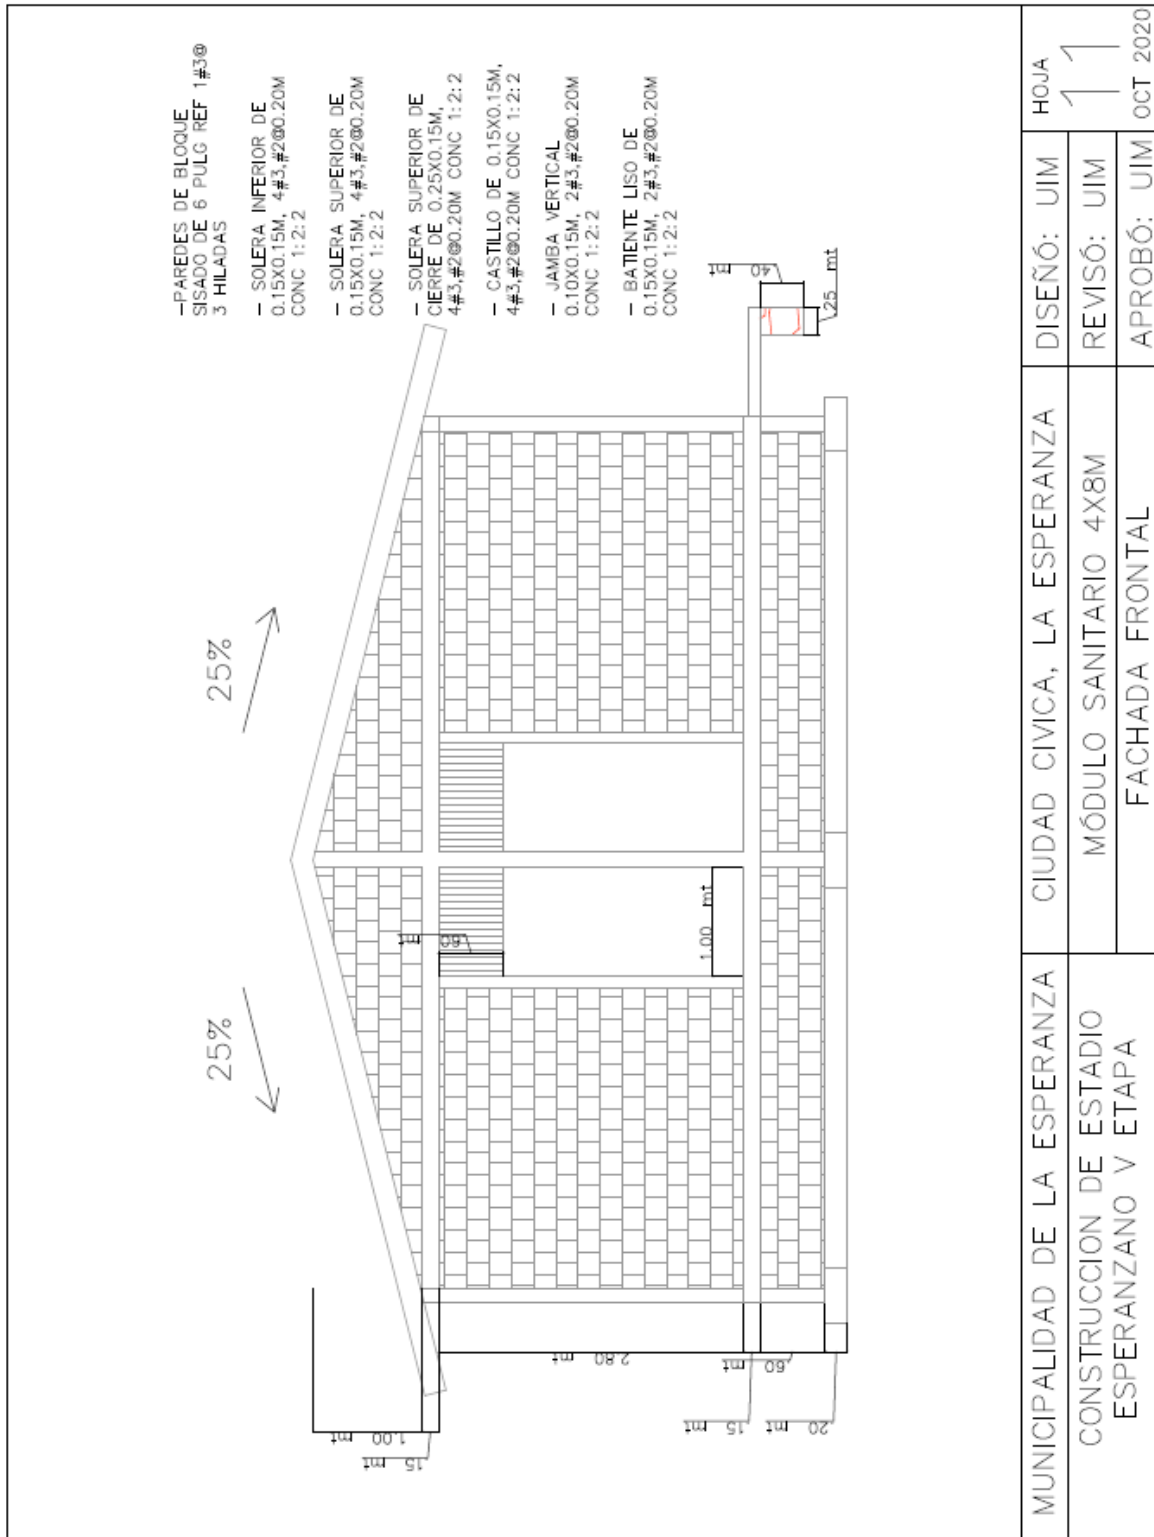 -PAREDES DE BLOQUE
SISADO DE 6 PULG REF 1#3@
3 HILADAS
- SOLERA INFERIOR DE
0.15X0.15M, 4#3,#2@0.20M
CONC 1:2:2
- SOLERA SUPERIOR DE
0.15X0.15M, 4#3,#2@0.20M
CONC 1:2:2
- SOLERA SUPERIOR DE
CIERRE DE 0.25X0.15M,
4#3,#2@0.20M CONC 1:2:2
- CASTILLO DE 0.15X0.15M,
4#3,#2@0.20M CONC 1:2:2
- JAMBA VERTICAL
0.10X0.15M, 2#3,#2@0.20M
CONC 1:2:2
- BATIENTE LISO DE
0.15X0.15M, 2#3,#2@0.20M
CONC 1:2:2
25%
25%
1.00 mt
.15 mt
.60 mt
2.80 mt
1.00 mt
.15 mt
.60 mt
.20 mt
.40 mt
.25 mt
MUNICIPALIDAD DE LA ESPERANZA
CONSTRUCCION DE ESTADIO
ESPERANZANO V ETAPA
CIUDAD CIVICA, LA ESPERANZA
MÓDULO SANITARIO 4X8M
FACHADA FRONTAL
DISEÑÓ: UIM
REVISÓ: UIM
APROBÓ: UIM
HOJA
11
OCT 2020